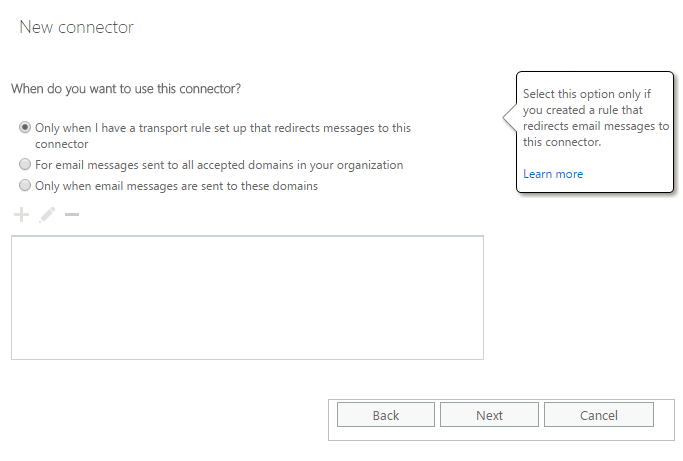 New connector
When do you want to use this connector?
Only when I have a transport rule set up that redirects messages to this
connector
For email messages sent to all accepted domains in your organization
Only when email messages are sent to these domains
Select this option only if
you created a rule that
redirects email messages to
this connector.
Learn more
Back
Next
Cancel